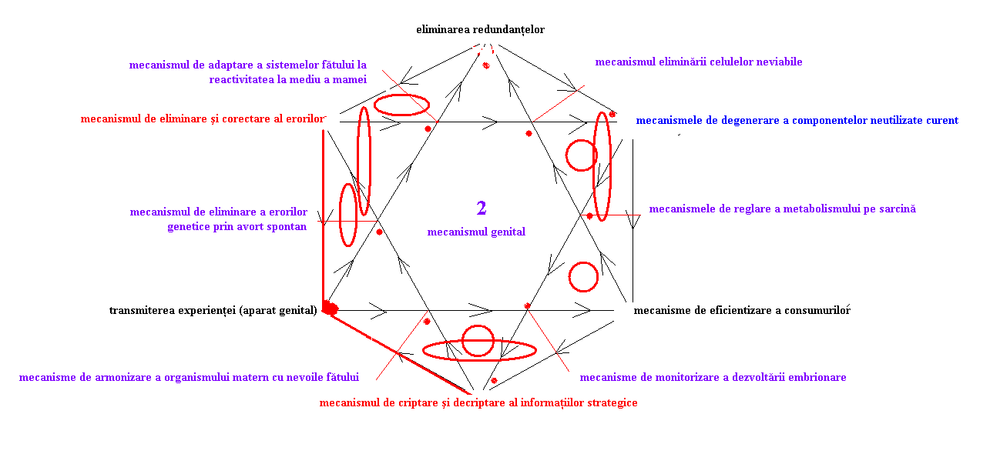 eliminarea redundanțelor
mecanismul de adaptare a sistemelor fătului la
reactivitatea la mediu a mamei
mecanismul eliminării celulelor neviabile
mecanismul de eliminare și corectare al erorilor
mecanismele de degenerare a componentelor neutilizate curent
mecanismul de eliminare a erorilor
genetice prin avort spontan
2
mecanismul genital
mecanismele de reglare a metabolismului pe sarcină
transmiterea experienței (aparat genital)
mecanisme de eficientizare a consumurilor
mecanisme de armonizare a organismului matern cu nevoile fătului
mecanisme de monitorizare a dezvoltării embrionare
mecanismul de criptare și decriptare al informațiilor strategice